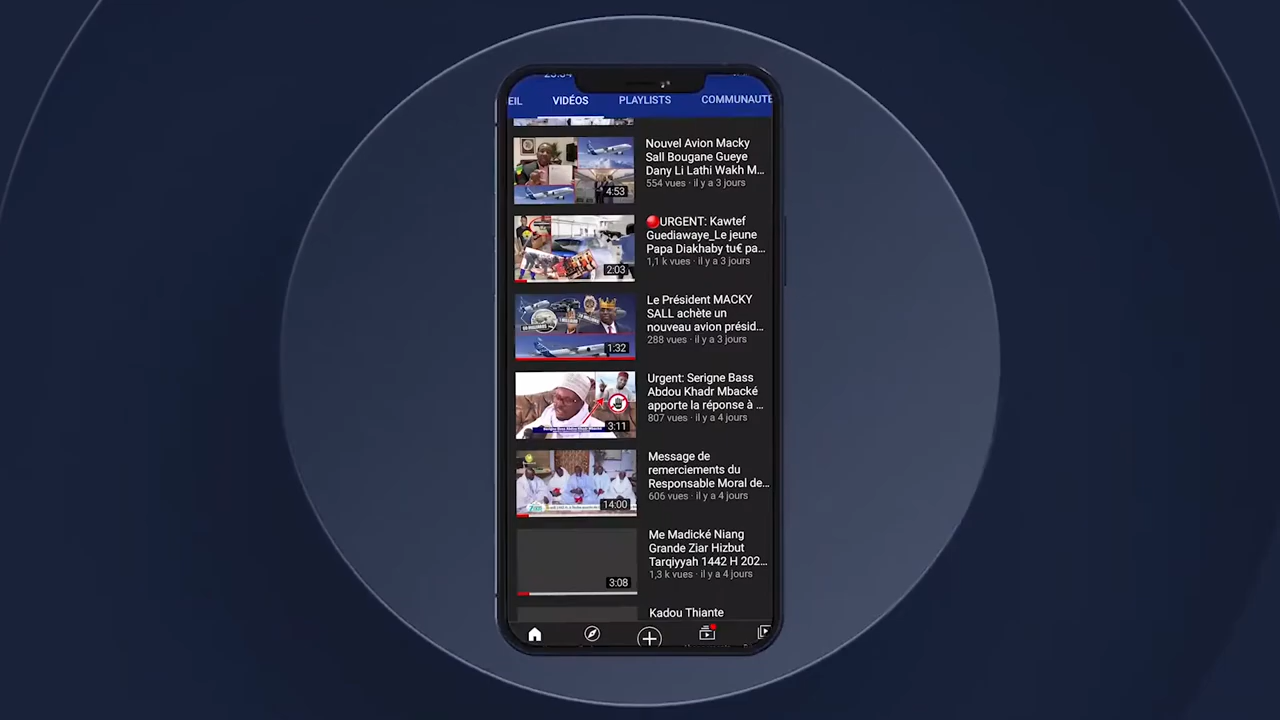 EIL VIDÉOS PLAYLISTS COMMUNAUTÉ
Nouvel Avion Macky
Sall Bougane Gueye
Dany Li Lathi Wakh M...
554 vues · il y a 3 jours
4:53
URGENT: Kawtef
Guediawaye_Le jeune
Papa Diakhaby tu€ pa...
1,1 k vues · il y a 3 jours
2:03
Le Président MACKY
SALL achète un
nouveau avion présid...
288 vues · il y a 3 jours
1:32
Urgent: Serigne Bass
Abdou Khadr Mbacké
apporte la réponse à ...
807 vues · il y a 4 jours
3:11
Message de
remerciements du
Responsable Moral de...
606 vues · il y a 4 jours
14:00
Me Madické Niang
Grande Ziar Hizbut
Tarqiyyah 1442 H 202...
1,3 k vues · il y a 4 jours
3:08
Kadou Thiante